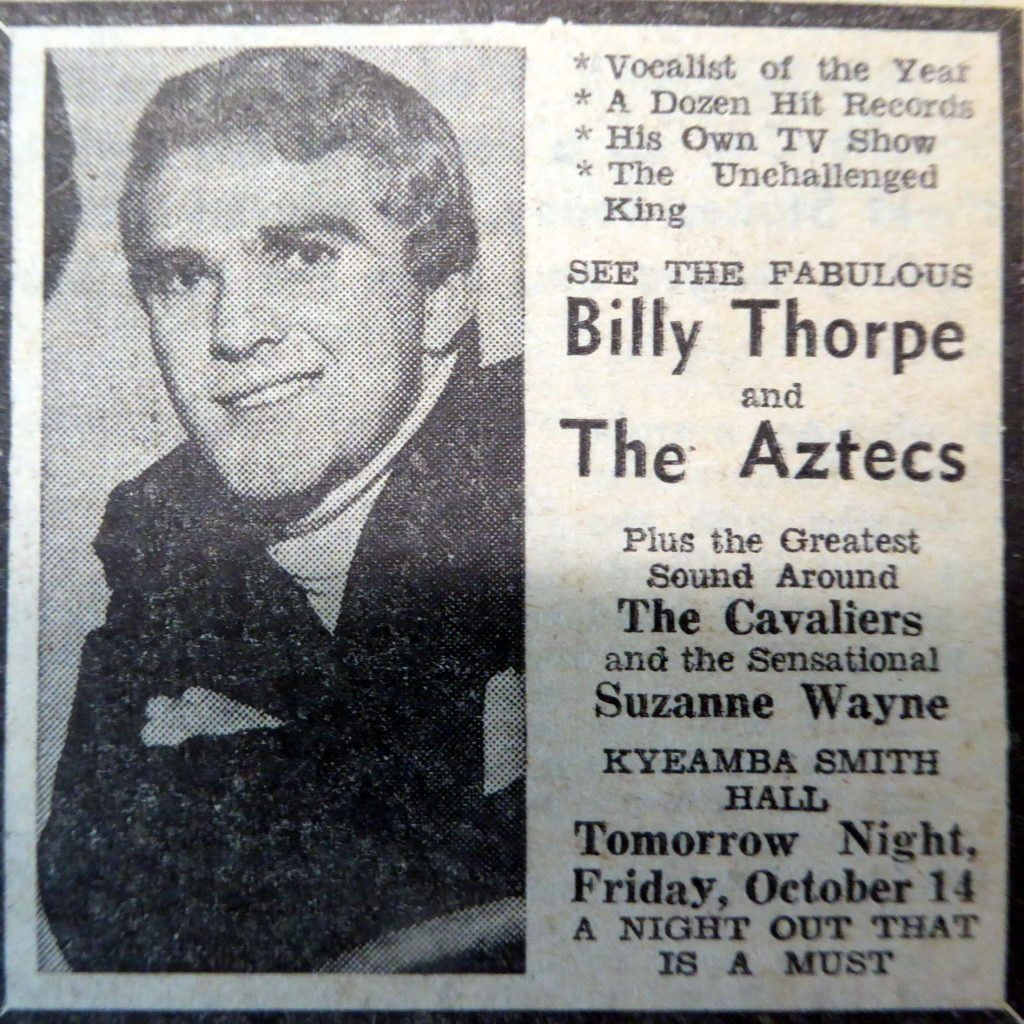 * Vocalist of the Year
* A Dozen Hit Records
* His Own TV Show
* The Unchallenged
King
SEE THE FABULOUS
Billy Thorpe
and
The Aztecs
Plus the Greatest
Sound Around
The Cavaliers
and the Sensational
Suzanne Wayne
KYEAMBA SMITH
HALL
Tomorrow Night,
Friday, October 14
A NIGHT OUT THAT
IS A MUST